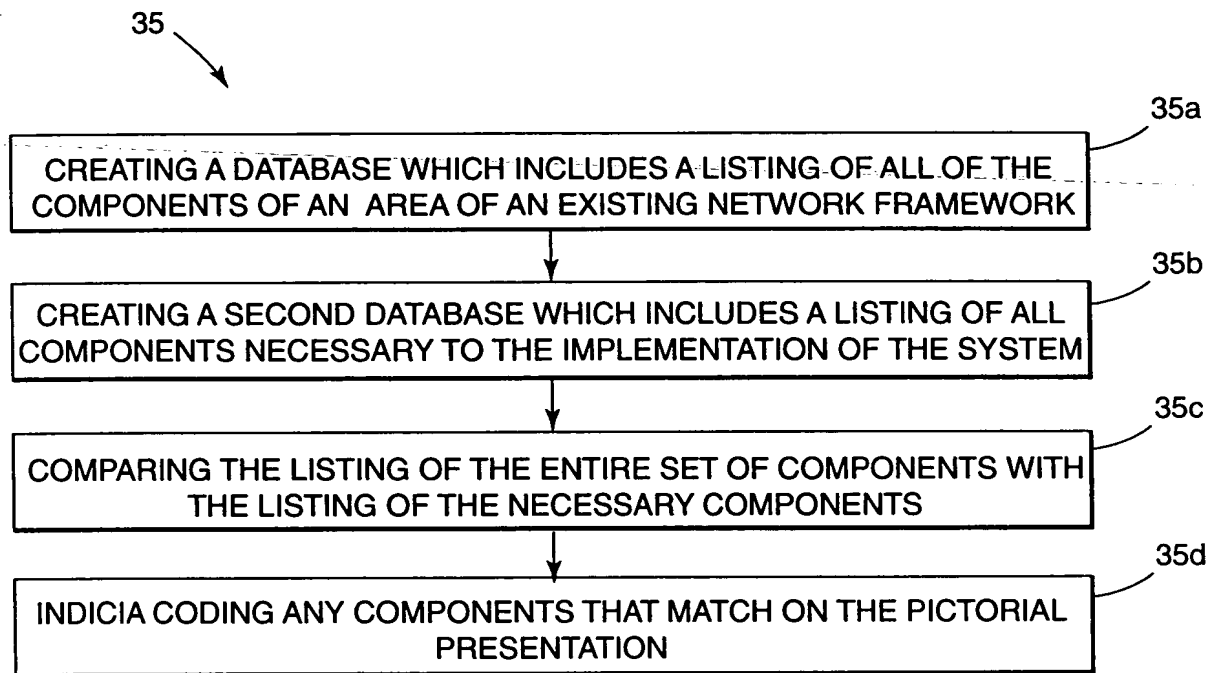 35
35a
CREATING A DATABASE WHICH INCLUDES A LISTING OF ALL OF THE
COMPONENTS OF AN AREA OF AN EXISTING NETWORK FRAMEWORK
35b
CREATING A SECOND DATABASE WHICH INCLUDES A LISTING OF ALL
COMPONENTS NECESSARY TO THE IMPLEMENTATION OF THE SYSTEM
35c
COMPARING THE LISTING OF THE ENTIRE SET OF COMPONENTS WITH
THE LISTING OF THE NECESSARY COMPONENTS
35d
INDICIA CODING ANY COMPONENTS THAT MATCH ON THE PICTORIAL
PRESENTATION